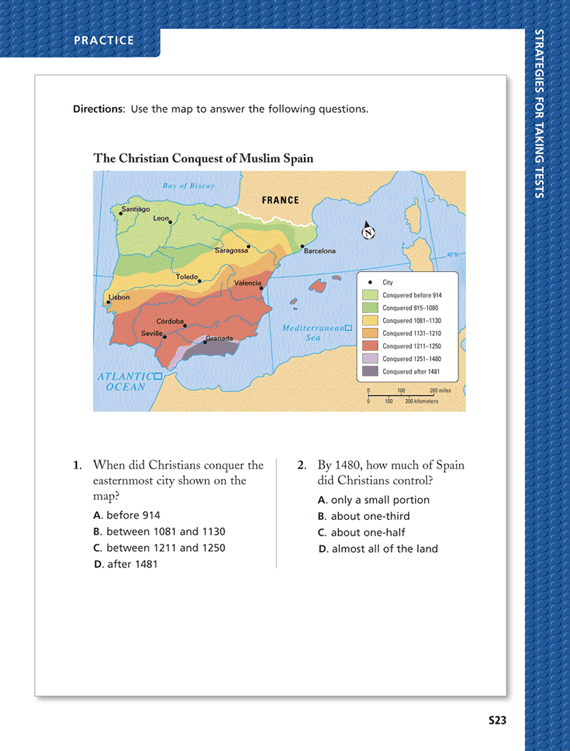 PRACTICE
STRATEGIES FOR TAKING TESTS
Directions: Use the map to answer the following questions.
The Christian Conquest of Muslim Spain
Bay of Biscay
FRANCE
Santiago
Leon
N
Saragossa
Barcelona
40°N
Toledo
Valencia
Lisbon
Córdoba
Seville
Granada
Mediterranean
Sea
ATLANTIC
OCEAN
City
Conquered before 914
Conquered 915–1080
Conquered 1081–1130
Conquered 1131–1210
Conquered 1211–1250
Conquered 1251–1480
Conquered after 1481
0 100 200 miles
0 100 200 kilometers
1. When did Christians conquer the
easternmost city shown on the
map?
A. before 914
B. between 1081 and 1130
C. between 1211 and 1250
D. after 1481
2. By 1480, how much of Spain
did Christians control?
A. only a small portion
B. about one-third
C. about one-half
D. almost all of the land
S23